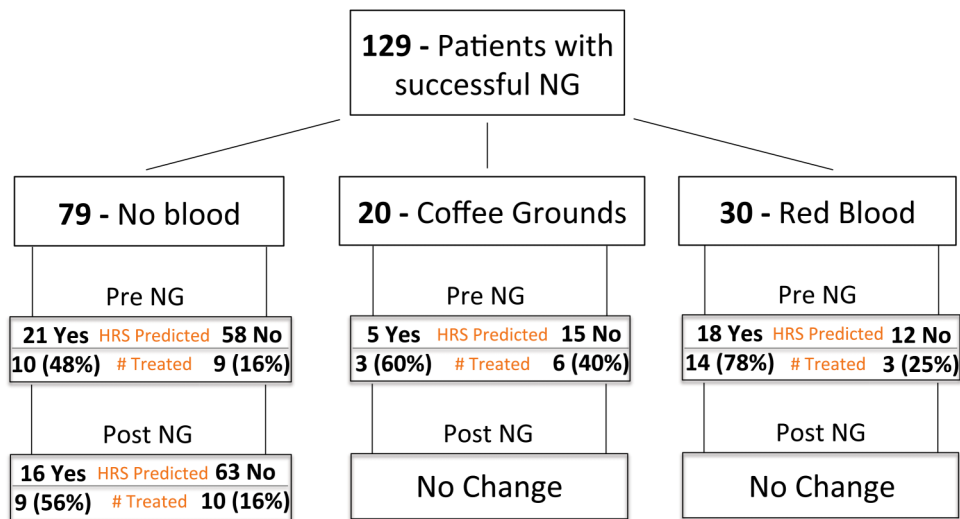 129 - Patients with
successful NG
79 - No blood
20 - Coffee Grounds
30 - Red Blood
Pre NG
Pre NG
Pre NG
21 Yes HRS Predicted 58 No
10 (48%) # Treated 9 (16%)
5 Yes HRS Predicted 15 No
3 (60%) # Treated 6 (40%)
18 Yes HRS Predicted 12 No
14 (78%) # Treated 3 (25%)
Post NG
Post NG
Post NG
16 Yes HRS Predicted 63 No
9 (56%) # Treated 10 (16%)
No Change
No Change